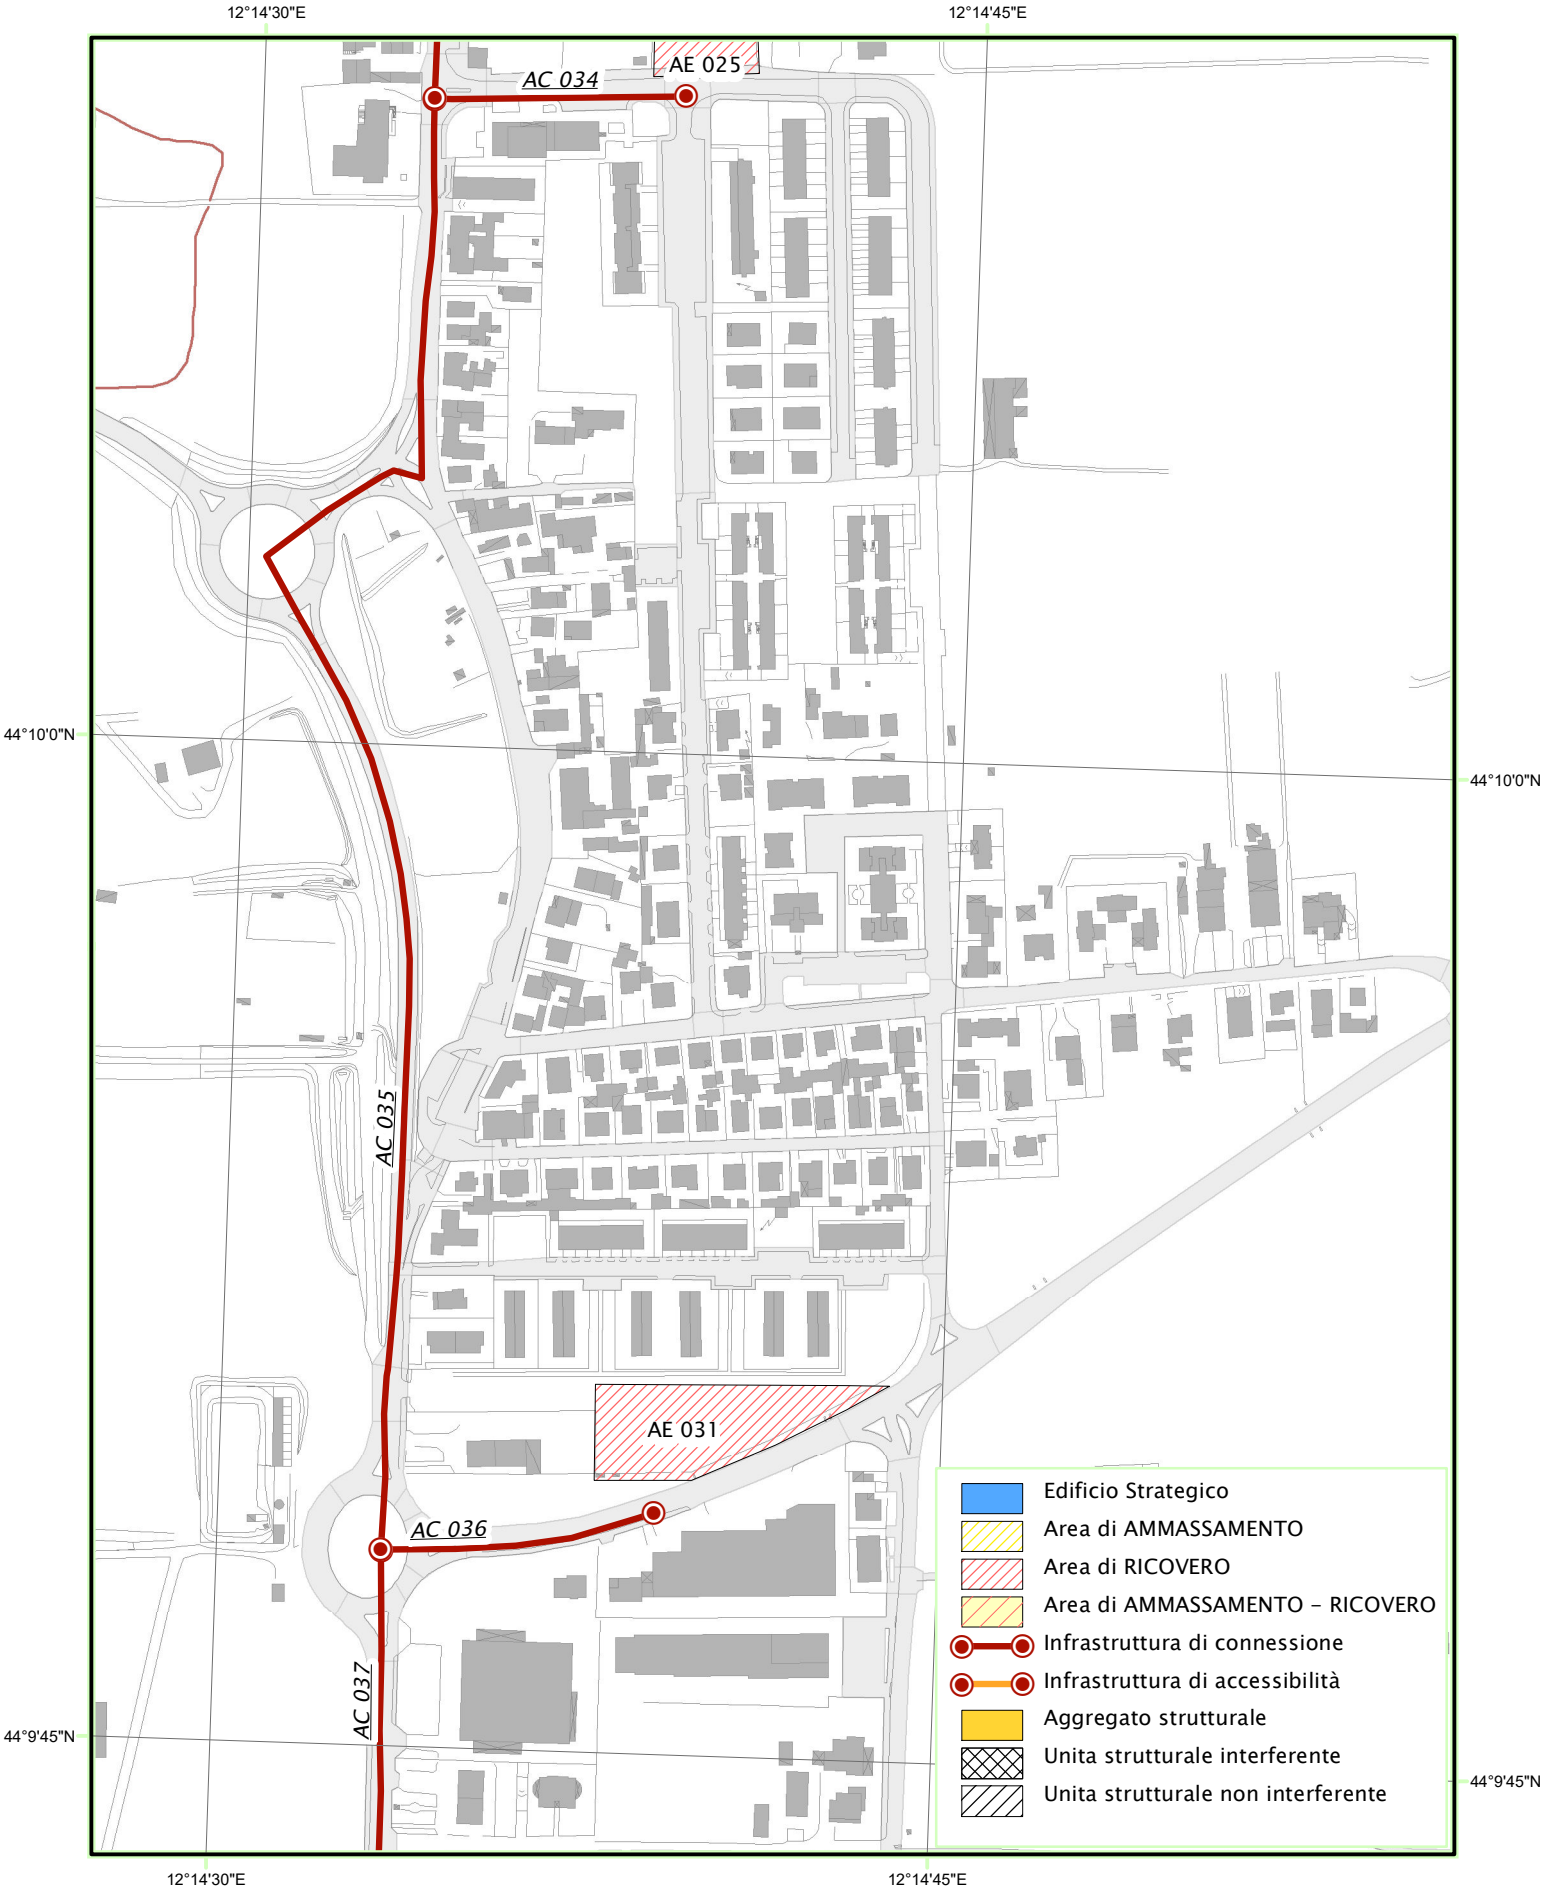 12°14'30"E
12°14'45"E
AE 025
AC 034
44°10'0"N
44°10'0"N
AC 035
AE 031
AC 036
AC 037
Edificio Strategico
Area di AMMASSAMENTO
Area di RICOVERO
Area di AMMASSAMENTO - RICOVERO
Infrastruttura di connessione
Infrastruttura di accessibilità
Aggregato strutturale
Unita strutturale interferente
Unita strutturale non interferente
44°9'45"N
44°9'45"N
12°14'30"E
12°14'45"E